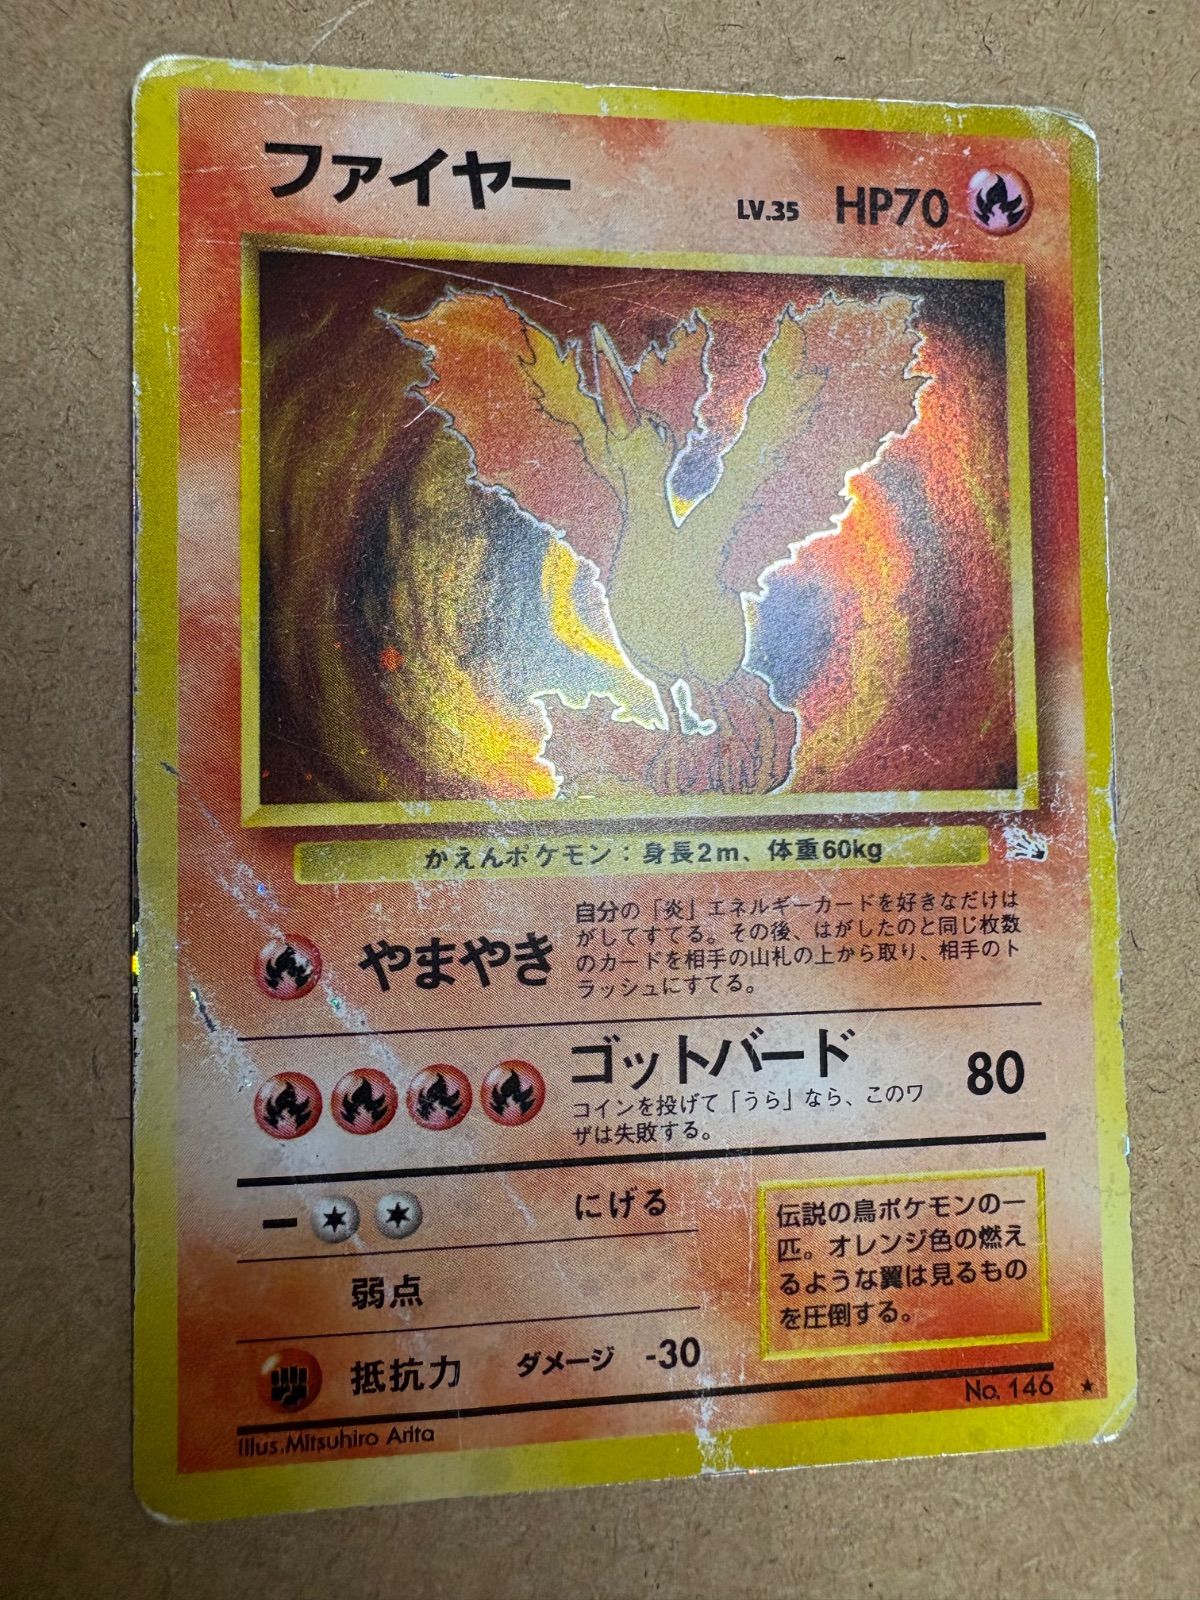 ファイヤー
LV.35 HP70
かえんポケモン：身長2m、体重60kg
やまやき
自分の「炎」エネルギーカードを好きなだけは
がしてすてる。その後、はがしたのと同じ枚数
のカードを相手の山札の上から取り、相手のト
ラッシュにすてる。
ゴットバード 80
コインを投げて「うら」なら、このワ
ザは失敗する。
にげる
弱点
抵抗力 ダメージ -30
伝説の鳥ポケモンの一
匹。オレンジ色の燃え
るような翼は見るもの
を圧倒する。
Illus.Mitsuhiro Arita
No. 146 ★